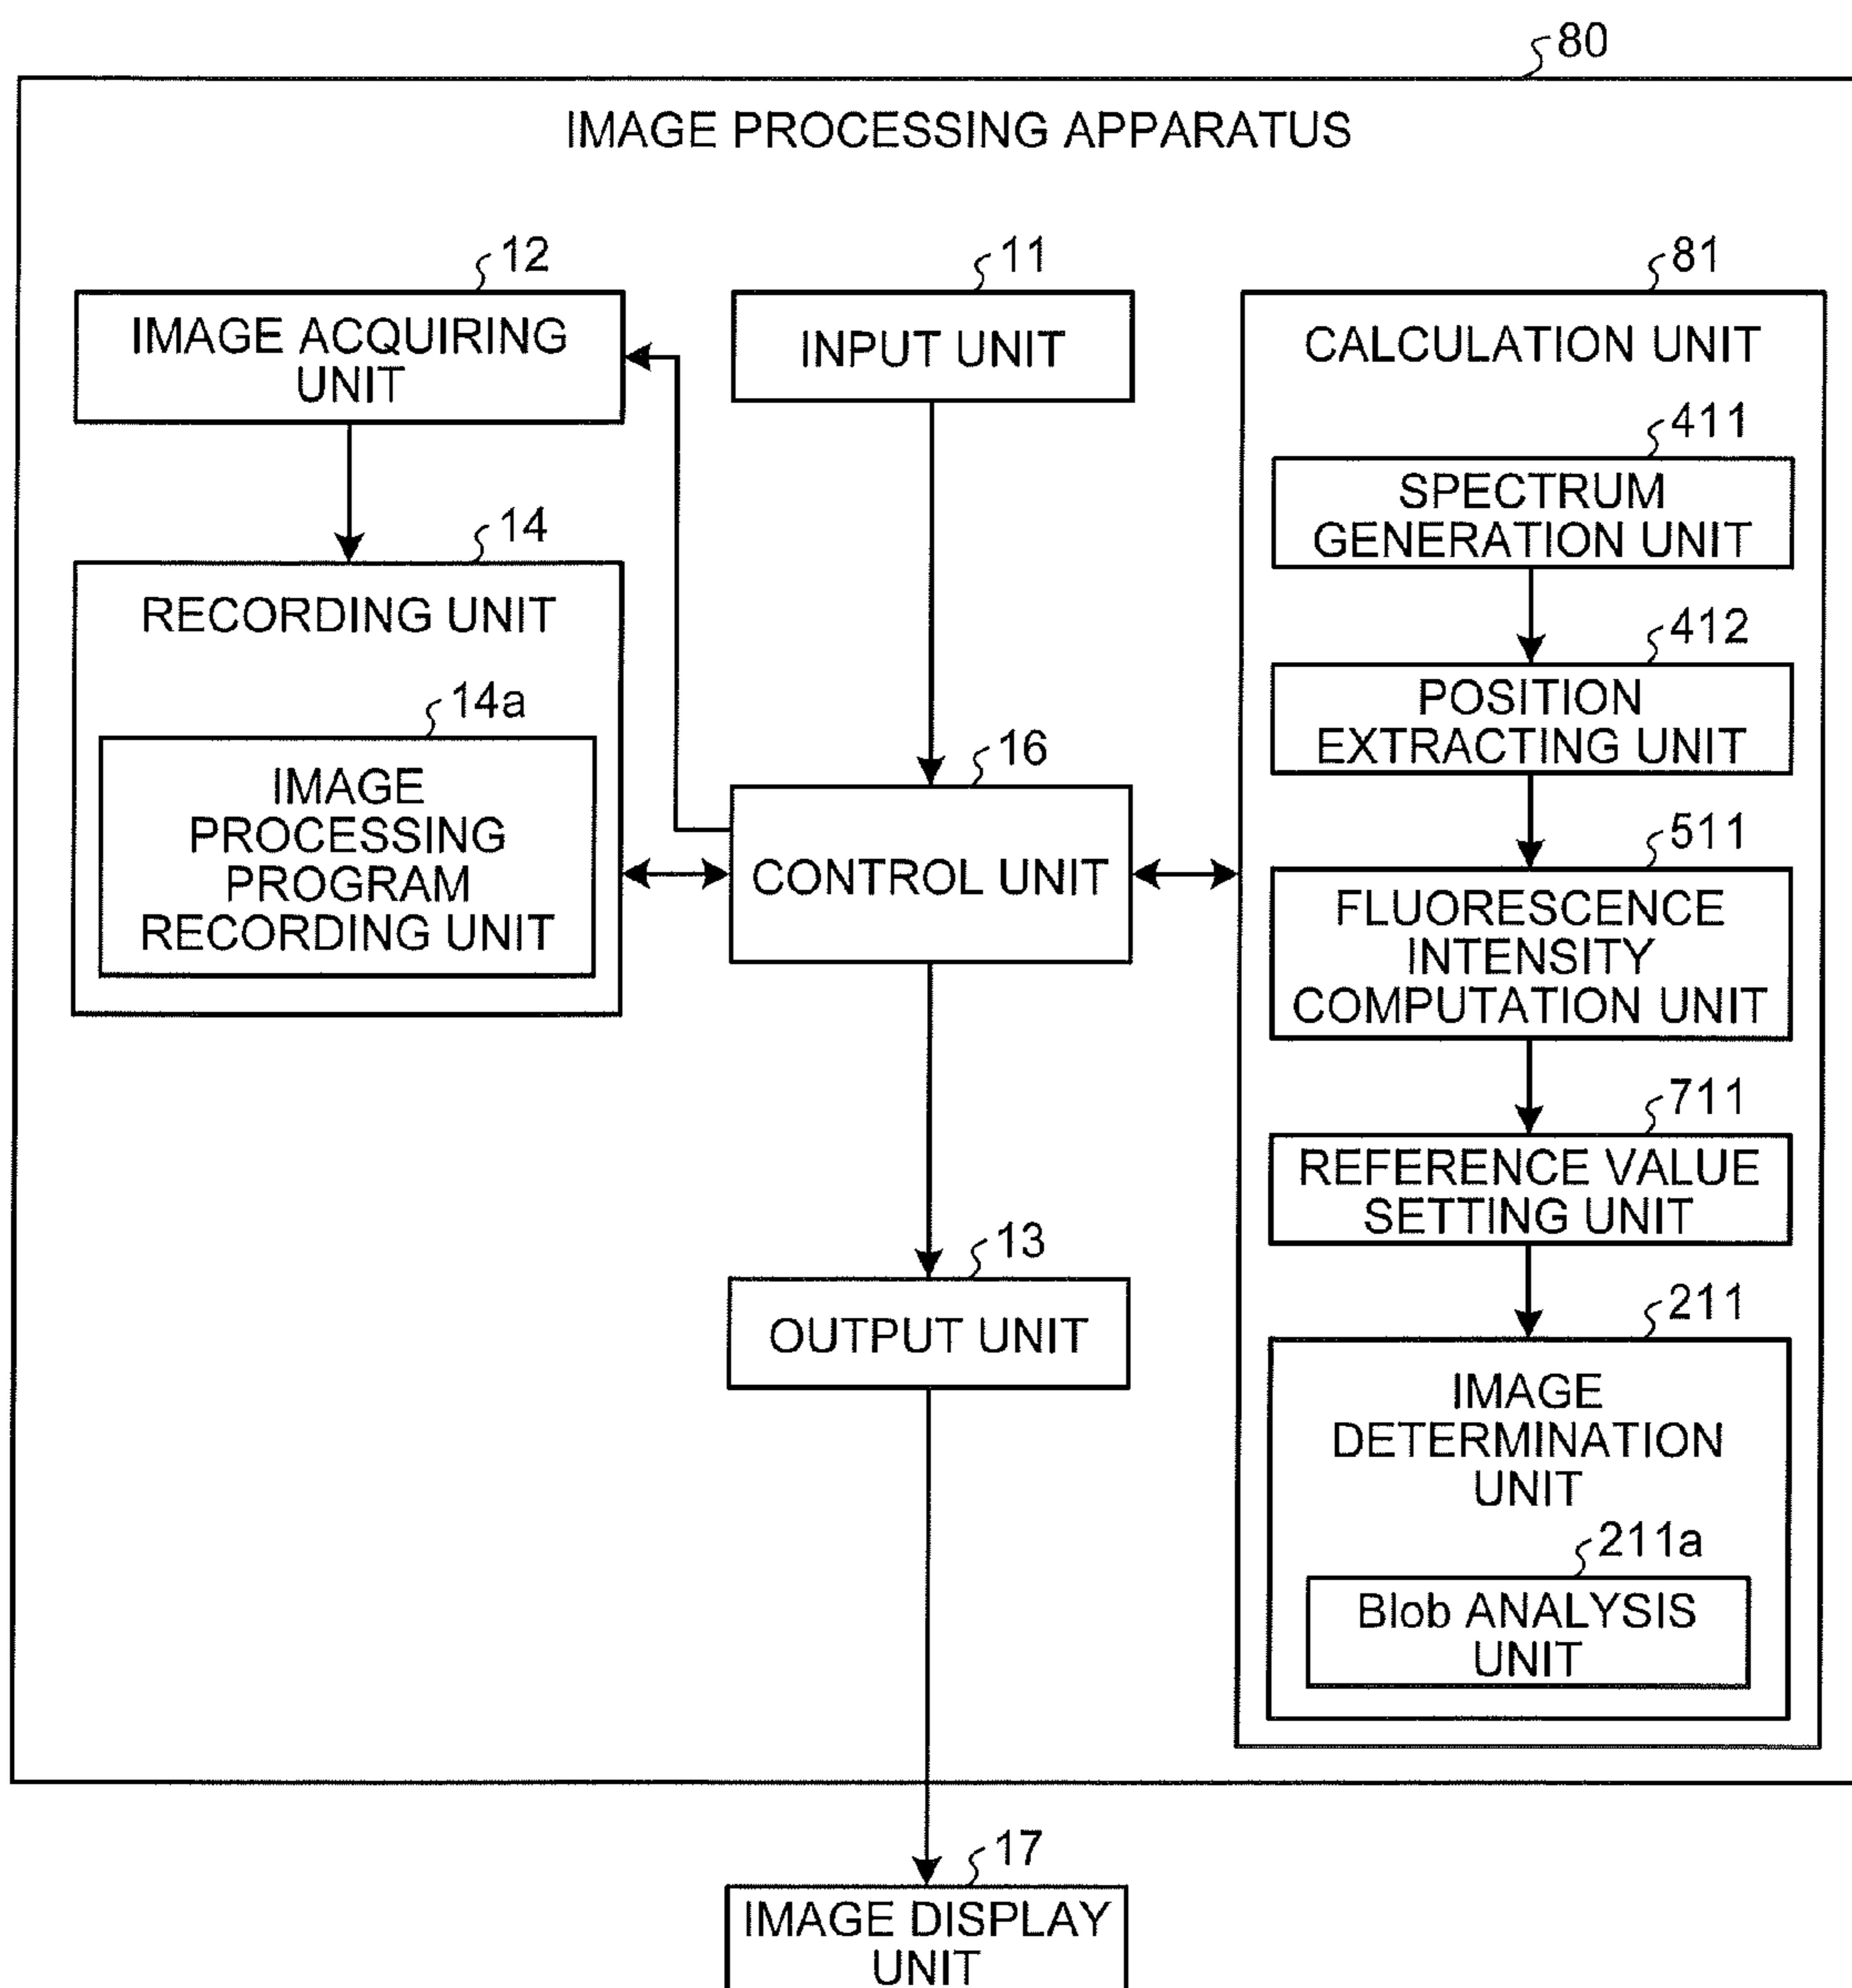 80
IMAGE PROCESSING APPARATUS
12
IMAGE ACQUIRING
UNIT
14
RECORDING UNIT
14a
IMAGE
PROCESSING
PROGRAM
RECORDING UNIT
11
INPUT UNIT
16
CONTROL UNIT
13
OUTPUT UNIT
81
CALCULATION UNIT
411
SPECTRUM
GENERATION UNIT
412
POSITION
EXTRACTING UNIT
511
FLUORESCENCE
INTENSITY
COMPUTATION UNIT
711
REFERENCE VALUE
SETTING UNIT
211
IMAGE
DETERMINATION
UNIT
211a
Blob ANALYSIS
UNIT
17
IMAGE DISPLAY
UNIT